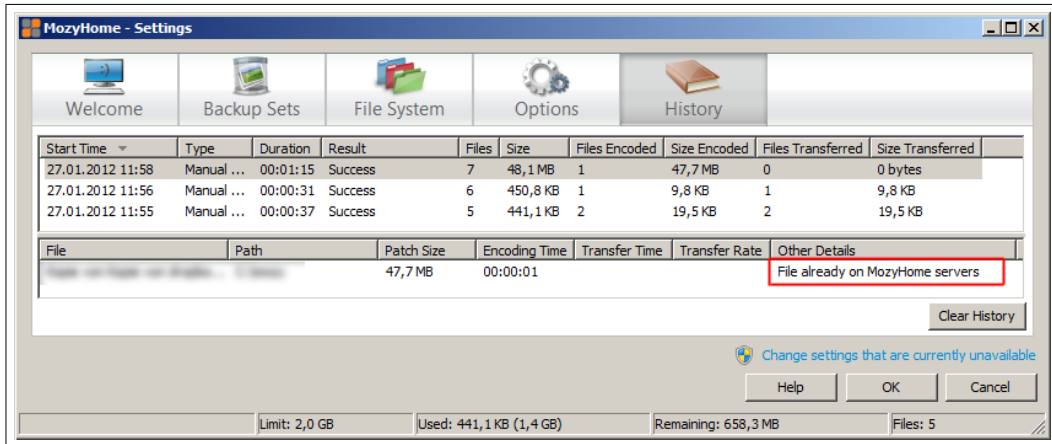 MozyHome - Settings
Welcome Backup Sets File System Options History
Start Time Type Duration Result Files Size Files Encoded Size Encoded Files Transferred Size Transferred
27.01.2012 11:58 Manual ... 00:01:15 Success 7 48,1 MB 1 47,7 MB 0 0 bytes
27.01.2012 11:56 Manual ... 00:00:31 Success 6 450,8 KB 1 9,8 KB 1 9,8 KB
27.01.2012 11:55 Manual ... 00:00:37 Success 5 441,1 KB 2 19,5 KB 2 19,5 KB
File Path Patch Size Encoding Time Transfer Time Transfer Rate Other Details
47,7 MB 00:00:01 File already on MozyHome servers
Clear History
Change settings that are currently unavailable
Help OK Cancel
Limit: 2,0 GB Used: 441,1 KB (1,4 GB) Remaining: 658,3 MB Files: 5